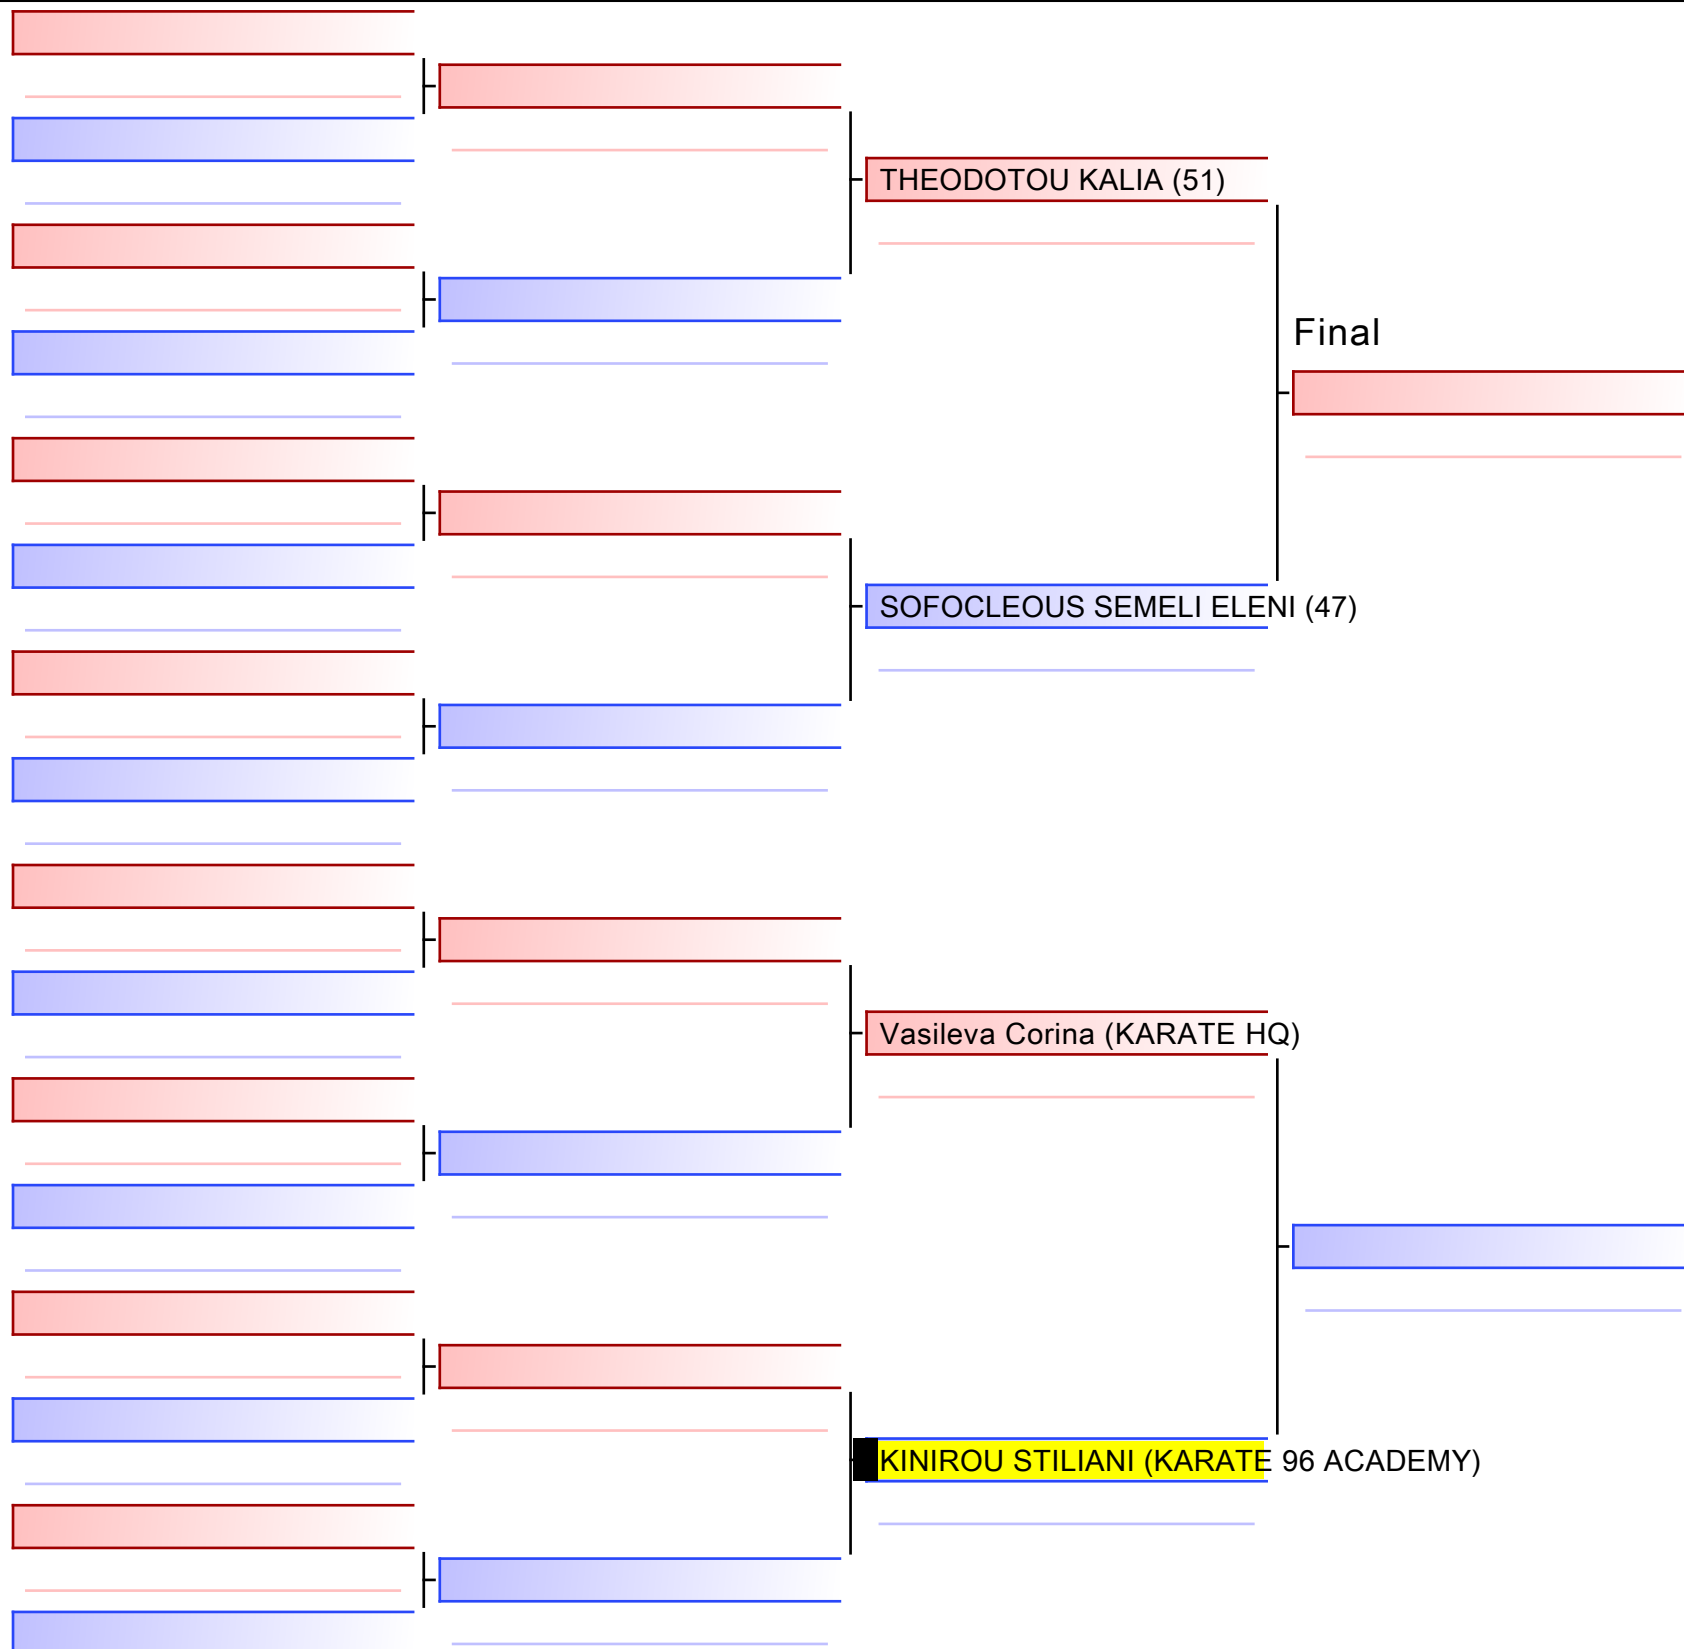 THEODOTOU KALIA (51)
Final
SOFOCLEOUS SEMELI ELENI (47)
Vasileva Corina (KARATE HQ)
KINIROU STILIANI (KARATE 96 ACADEMY)